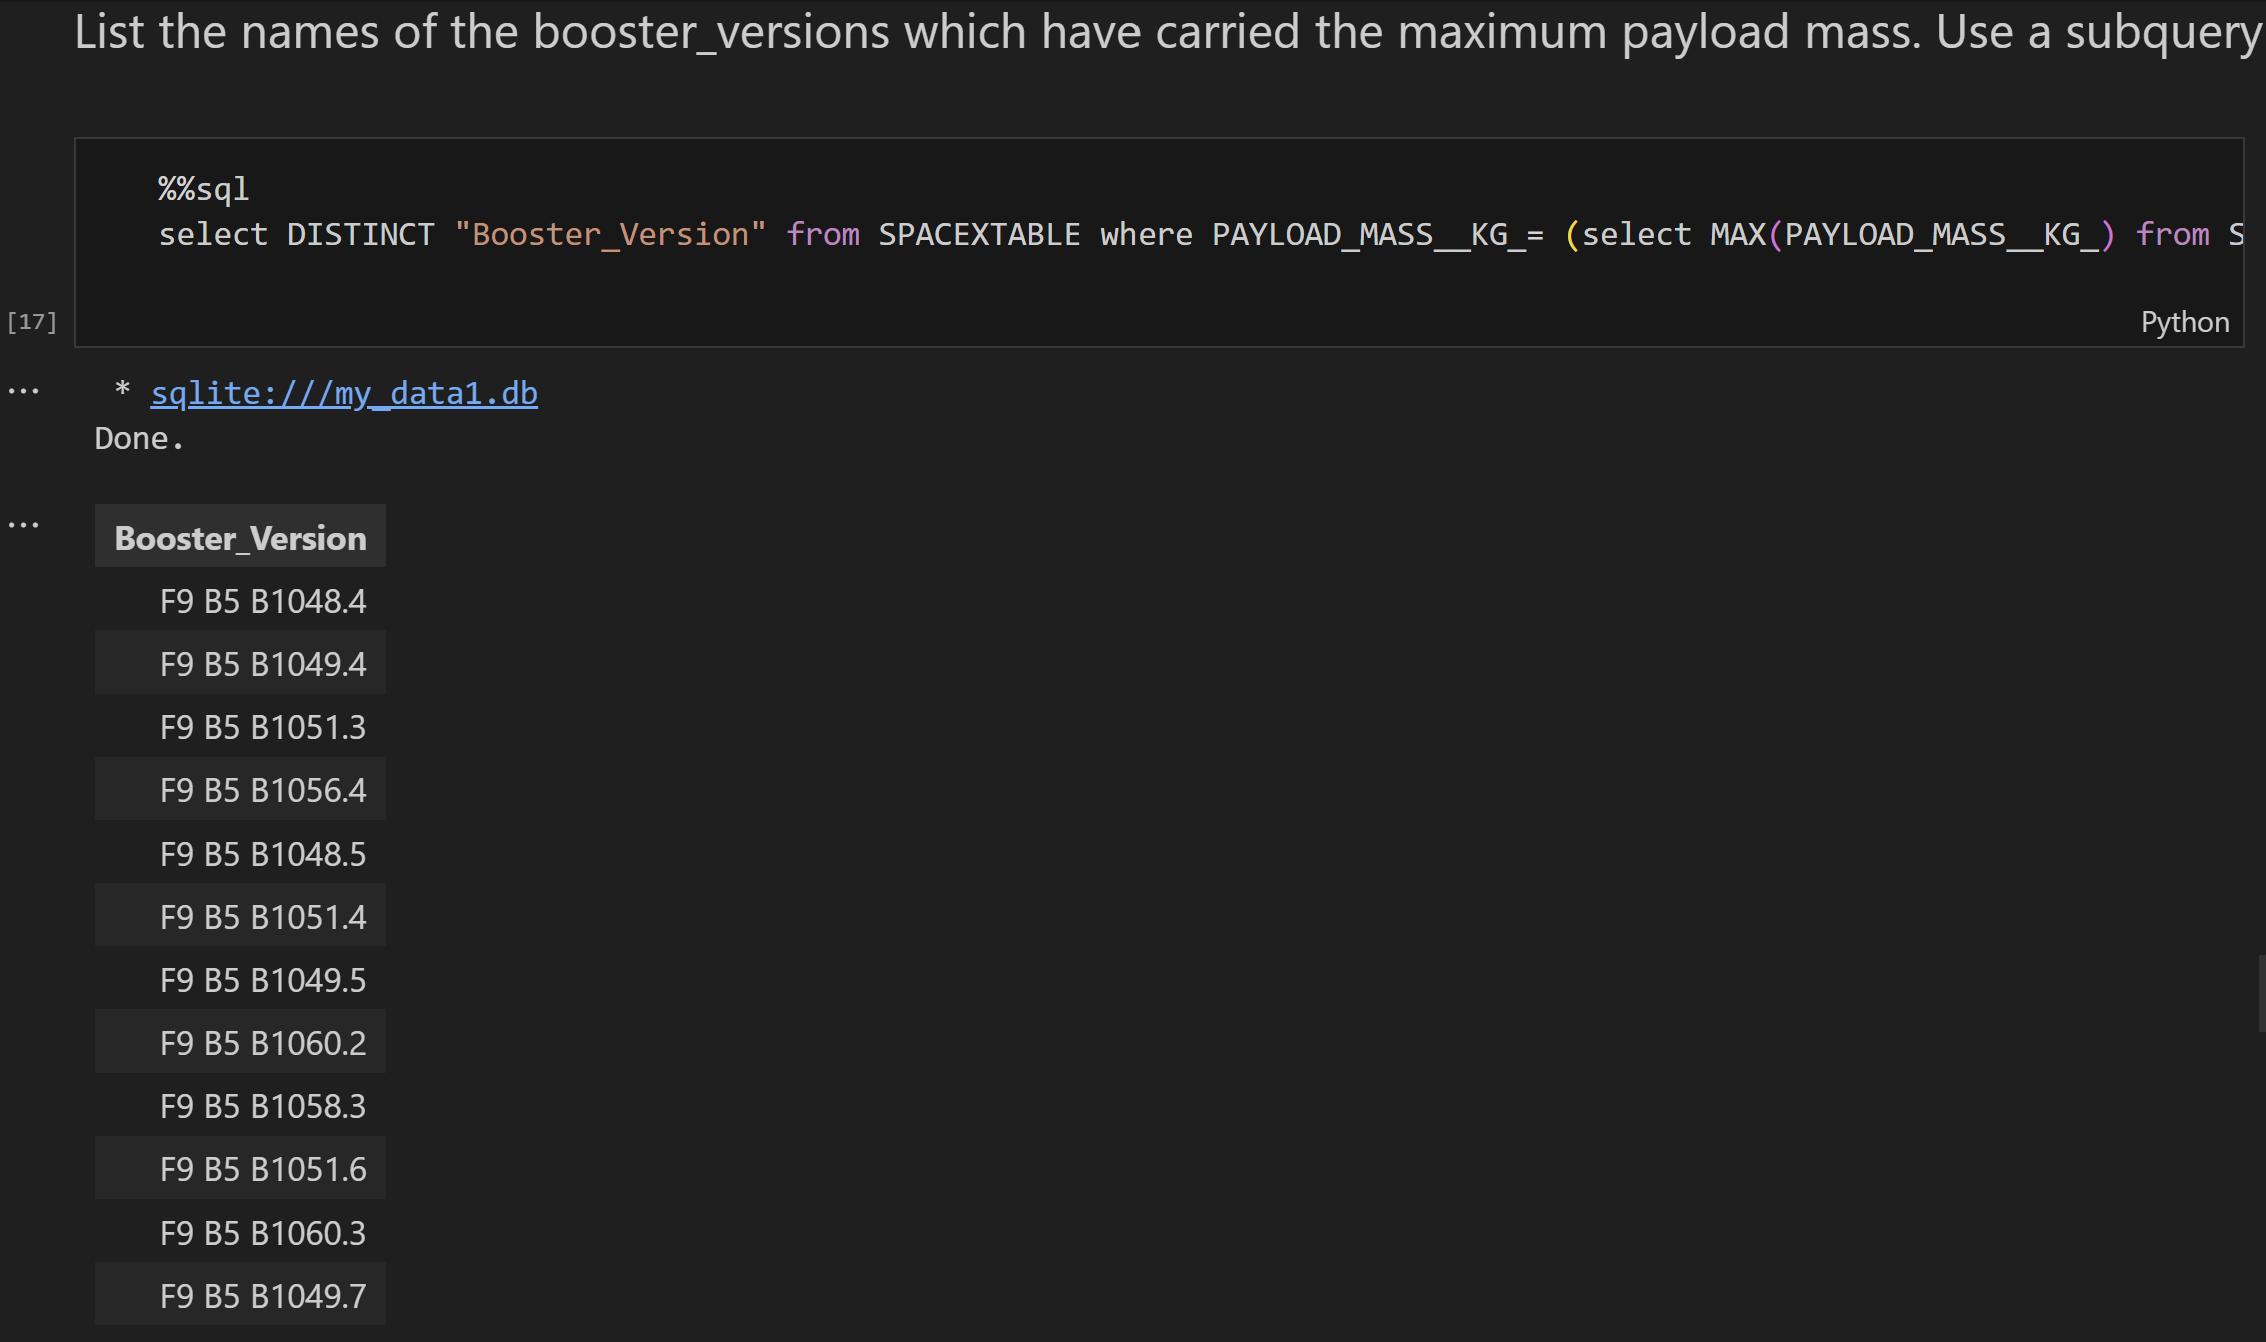 List the names of the booster_versions which have carried the maximum payload mass. Use a subquery
%%sql
select DISTINCT "Booster_Version" from SPACEXTABLE where PAYLOAD_MASS__KG_= (select MAX(PAYLOAD_MASS__KG_) from S
[17]
Python
... * sqlite:///my_data1.db
Done.
...
Booster_Version
F9 B5 B1048.4
F9 B5 B1049.4
F9 B5 B1051.3
F9 B5 B1056.4
F9 B5 B1048.5
F9 B5 B1051.4
F9 B5 B1049.5
F9 B5 B1060.2
F9 B5 B1058.3
F9 B5 B1051.6
F9 B5 B1060.3
F9 B5 B1049.7